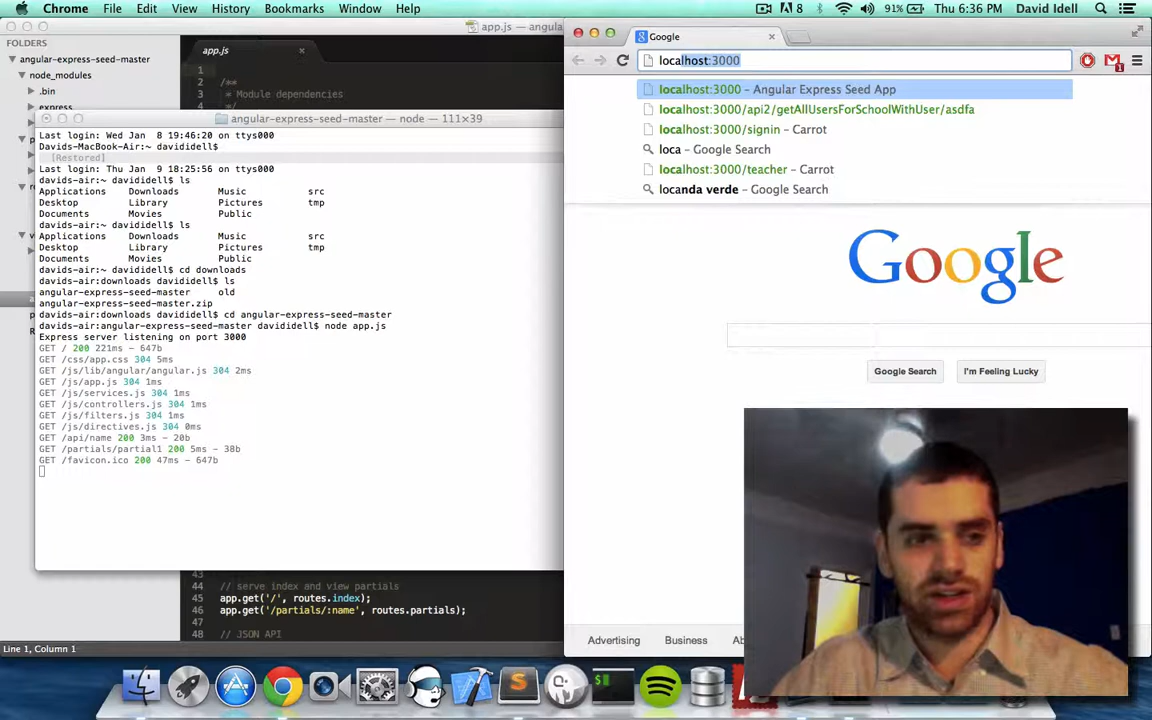 Chrome File Edit View History Bookmarks Window Help 8 91% Thu 6:36 PM David Idell
app.js — angular
FOLDERS
angular-express-seed-master
node_modules
.bin
express
app.js
1
2 /**
3 * Module dependencies
4 */
angular-express-seed-master — node — 111×39
Last login: Wed Jan 8 19:46:20 on ttys000
Davids-MacBook-Air:~ davididell$
[Restored]
Last login: Thu Jan 9 18:25:56 on ttys000
davids-air:~ davididell$ ls
Applications Downloads Music src
Desktop Library Pictures tmp
Documents Movies Public
davids-air:~ davididell$ ls
Applications Downloads Music src
Desktop Library Pictures tmp
Documents Movies Public
davids-air:~ davididell$ cd downloads
davids-air:downloads davididell$ ls
angular-express-seed-master old
angular-express-seed-master.zip
davids-air:downloads davididell$ cd angular-express-seed-master
davids-air:angular-express-seed-master davididell$ node app.js
Express server listening on port 3000
GET / 200 221ms - 647b
GET /css/app.css 304 5ms
GET /js/lib/angular/angular.js 304 2ms
GET /js/app.js 304 1ms
GET /js/services.js 304 1ms
GET /js/controllers.js 304 1ms
GET /js/filters.js 304 1ms
GET /js/directives.js 304 0ms
GET /api/name 200 3ms - 20b
GET /partials/partial1 200 5ms - 38b
GET /favicon.ico 200 47ms - 647b
43
44 // serve index and view partials
45 app.get('/', routes.index);
46 app.get('/partials/:name', routes.partials);
47
48 // JSON API
Line 1, Column 1
Google
localhost:3000
1
localhost:3000 – Angular Express Seed App
localhost:3000/api2/getAllUsersForSchoolWithUser/asdfa
localhost:3000/signin – Carrot
loca – Google Search
localhost:3000/teacher – Carrot
locanda verde – Google Search
Google
Google Search I'm Feeling Lucky
Advertising Business